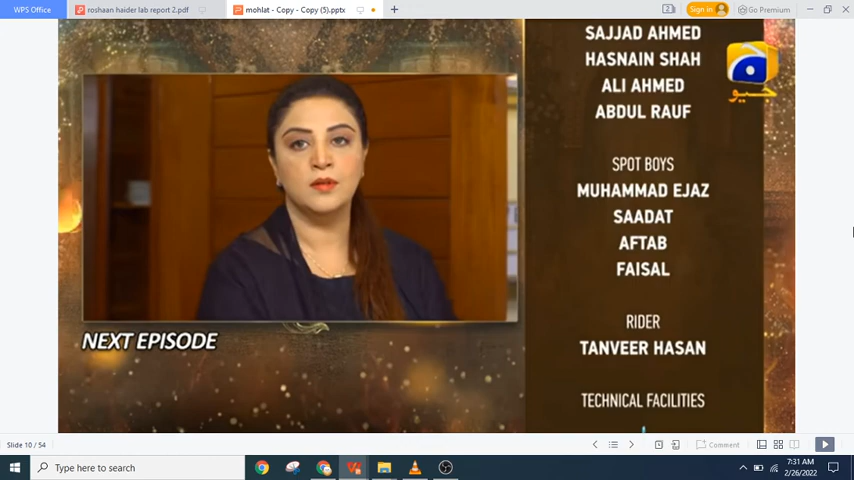 WPS Office
roshaan haider lab report 2.pdf
mohlat - Copy - Copy (5).pptx
+
2
Sign in
Go Premium
SAJJAD AHMED
HASNAIN SHAH
ALI AHMED
ABDUL RAUF
جیو
SPOT BOYS
MUHAMMAD EJAZ
SAADAT
AFTAB
FAISAL
RIDER
TANVEER HASAN
TECHNICAL FACILITIES
NEXT EPISODE
Slide 10 / 54
Comment
Type here to search
7:31 AM
2/26/2022